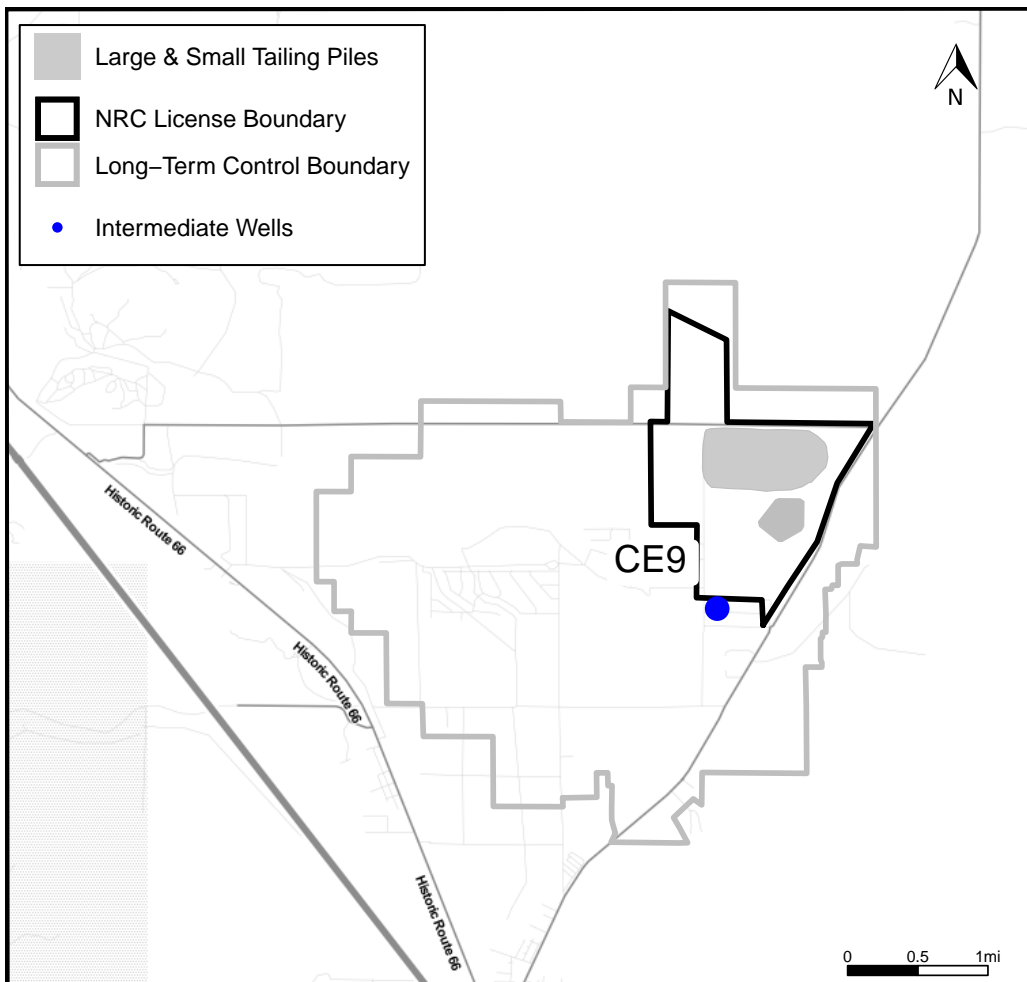 Large & Small Tailing Piles
NRC License Boundary
Long−Term Control Boundary
Intermediate Wells
N
Historic Route 66
CE9
Historic Route 66
Historic Route 66
0 0.5 1mi